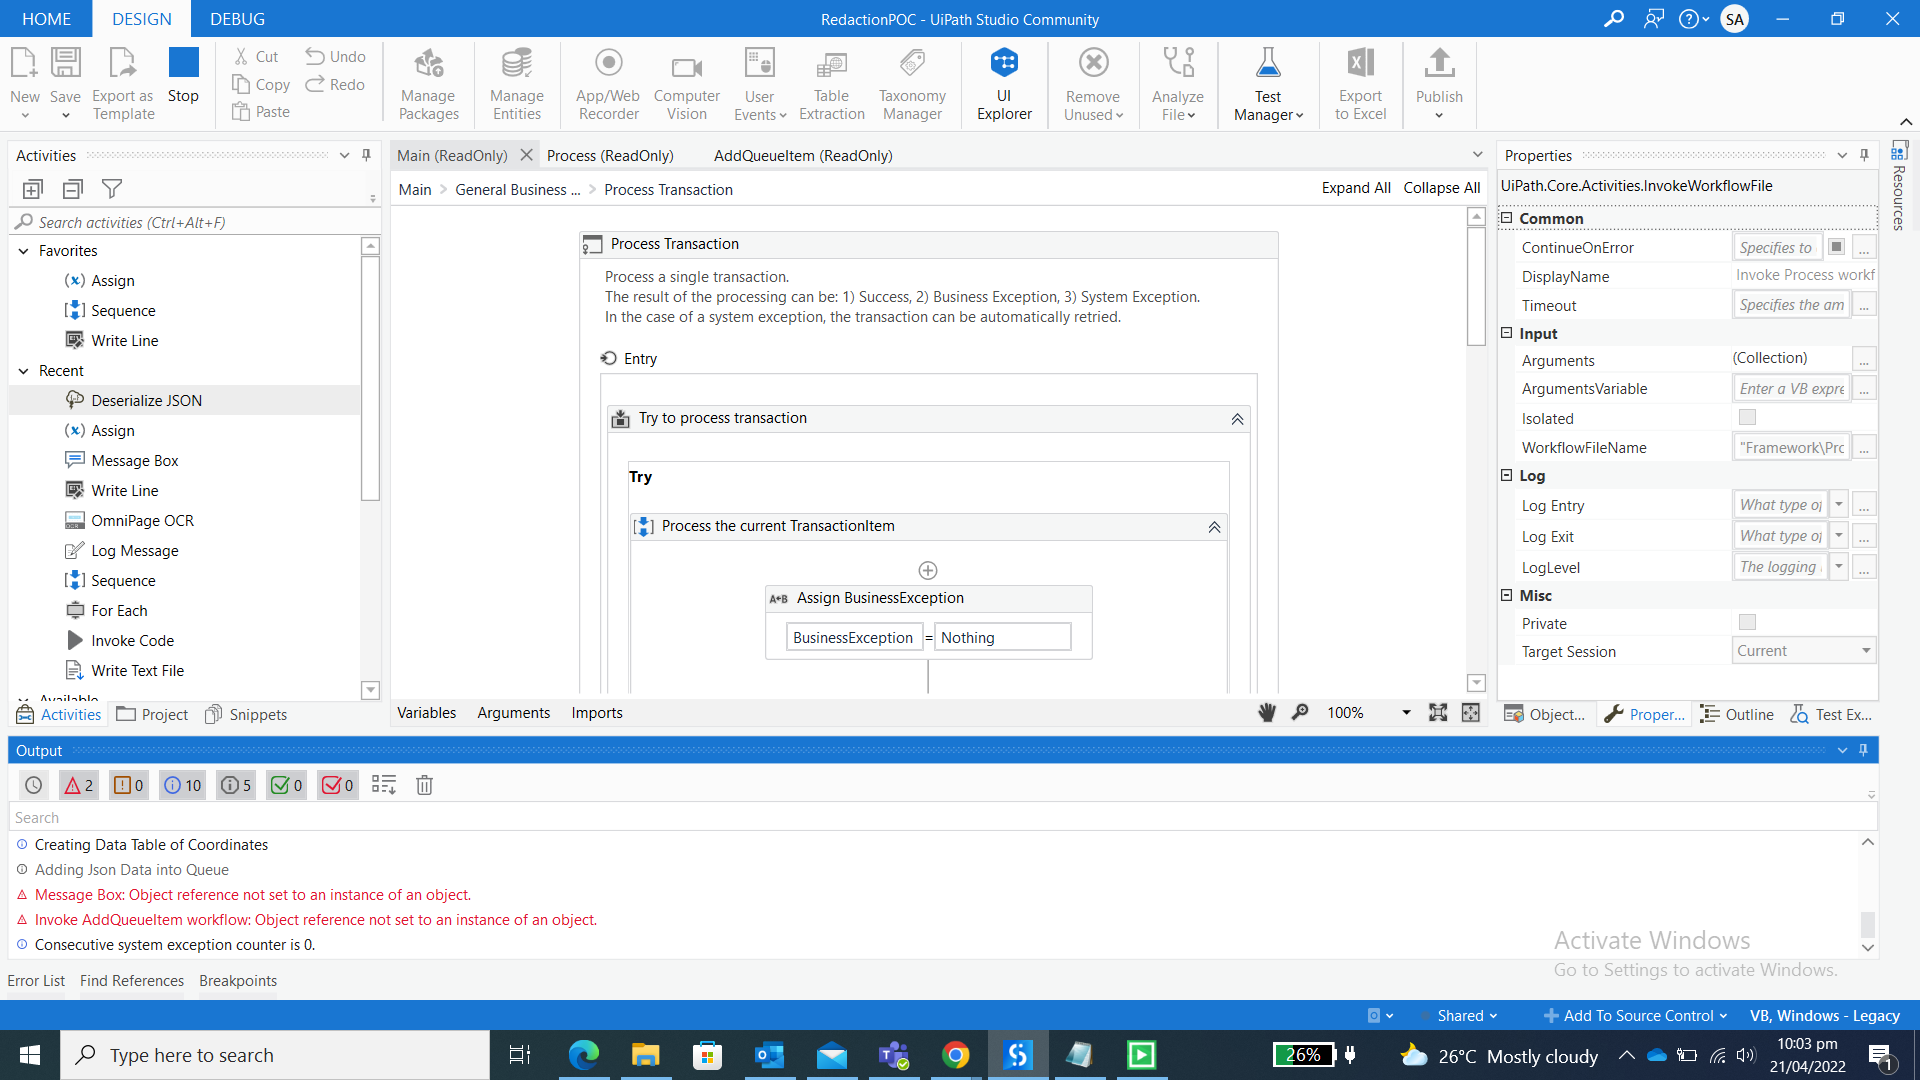 HOME DESIGN DEBUG
RedactionPOC - UiPath Studio Community
SA
New Save Export as Template Stop
Cut Copy Paste Undo Redo
Manage Packages Manage Entities App/Web Recorder Computer Vision User Events Table Extraction Taxonomy Manager UI Explorer Remove Unused Analyze File Test Manager Export to Excel Publish
Activities
Search activities (Ctrl+Alt+F)
Favorites
Assign
Sequence
Write Line
Recent
Deserialize JSON
Assign
Message Box
Write Line
OmniPage OCR
Log Message
Sequence
For Each
Invoke Code
Write Text File
Available
Activities Project Snippets
Main (ReadOnly) Process (ReadOnly) AddQueueItem (ReadOnly)
Main > General Business ... > Process Transaction
Expand All Collapse All
Process Transaction
Process a single transaction.
The result of the processing can be: 1) Success, 2) Business Exception, 3) System Exception.
In the case of a system exception, the transaction can be automatically retried.
Entry
Try to process transaction
Try
Process the current TransactionItem
A+B Assign BusinessException
BusinessException = Nothing
Variables Arguments Imports
100%
Properties
UiPath.Core.Activities.InvokeWorkflowFile
Common
ContinueOnError Specifies to ...
DisplayName Invoke Process workf
Timeout Specifies the am ...
Input
Arguments (Collection) ...
ArgumentsVariable Enter a VB expre ...
Isolated
WorkflowFileName "Framework\Prc ...
Log
Log Entry What type of ...
Log Exit What type of ...
LogLevel The logging ...
Misc
Private
Target Session Current
Object... Proper... Outline Test Ex...
Resources
Output
2 0 10 5 0 0
Search
Creating Data Table of Coordinates
Adding Json Data into Queue
Message Box: Object reference not set to an instance of an object.
Invoke AddQueueItem workflow: Object reference not set to an instance of an object.
Consecutive system exception counter is 0.
Activate Windows
Go to Settings to activate Windows.
Error List Find References Breakpoints
Shared Add To Source Control VB, Windows - Legacy
Type here to search
26%
26°C Mostly cloudy
10:03 pm
21/04/2022
1